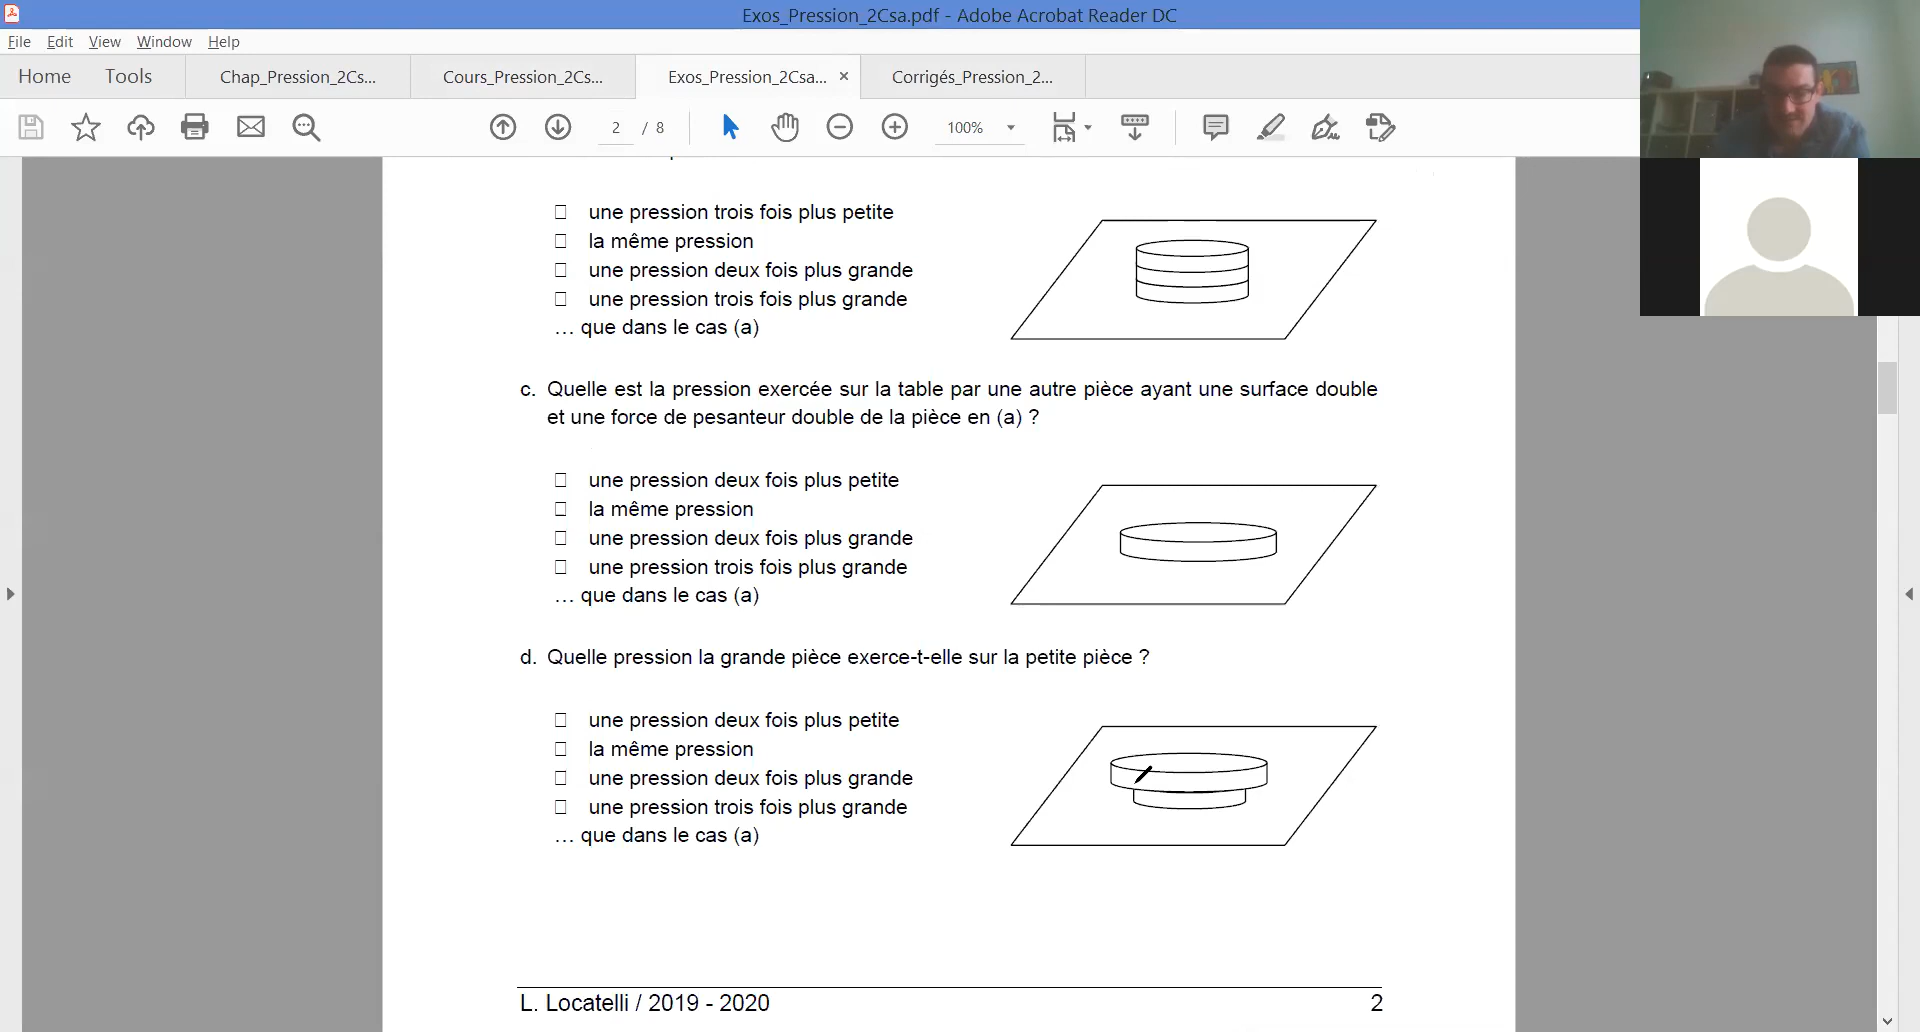 Exos_Pression_2Csa.pdf - Adobe Acrobat Reader DC
File Edit View Window Help
Home Tools Chap_Pression_2Cs... Cours_Pression_2Cs... Exos_Pression_2Csa... × Corrigés_Pression_2...
2 / 8 100%
une pression trois fois plus petite
la même pression
une pression deux fois plus grande
une pression trois fois plus grande
… que dans le cas (a)
c. Quelle est la pression exercée sur la table par une autre pièce ayant une surface double
et une force de pesanteur double de la pièce en (a) ?
une pression deux fois plus petite
la même pression
une pression deux fois plus grande
une pression trois fois plus grande
… que dans le cas (a)
d. Quelle pression la grande pièce exerce-t-elle sur la petite pièce ?
une pression deux fois plus petite
la même pression
une pression deux fois plus grande
une pression trois fois plus grande
… que dans le cas (a)
L. Locatelli / 2019 - 2020 2